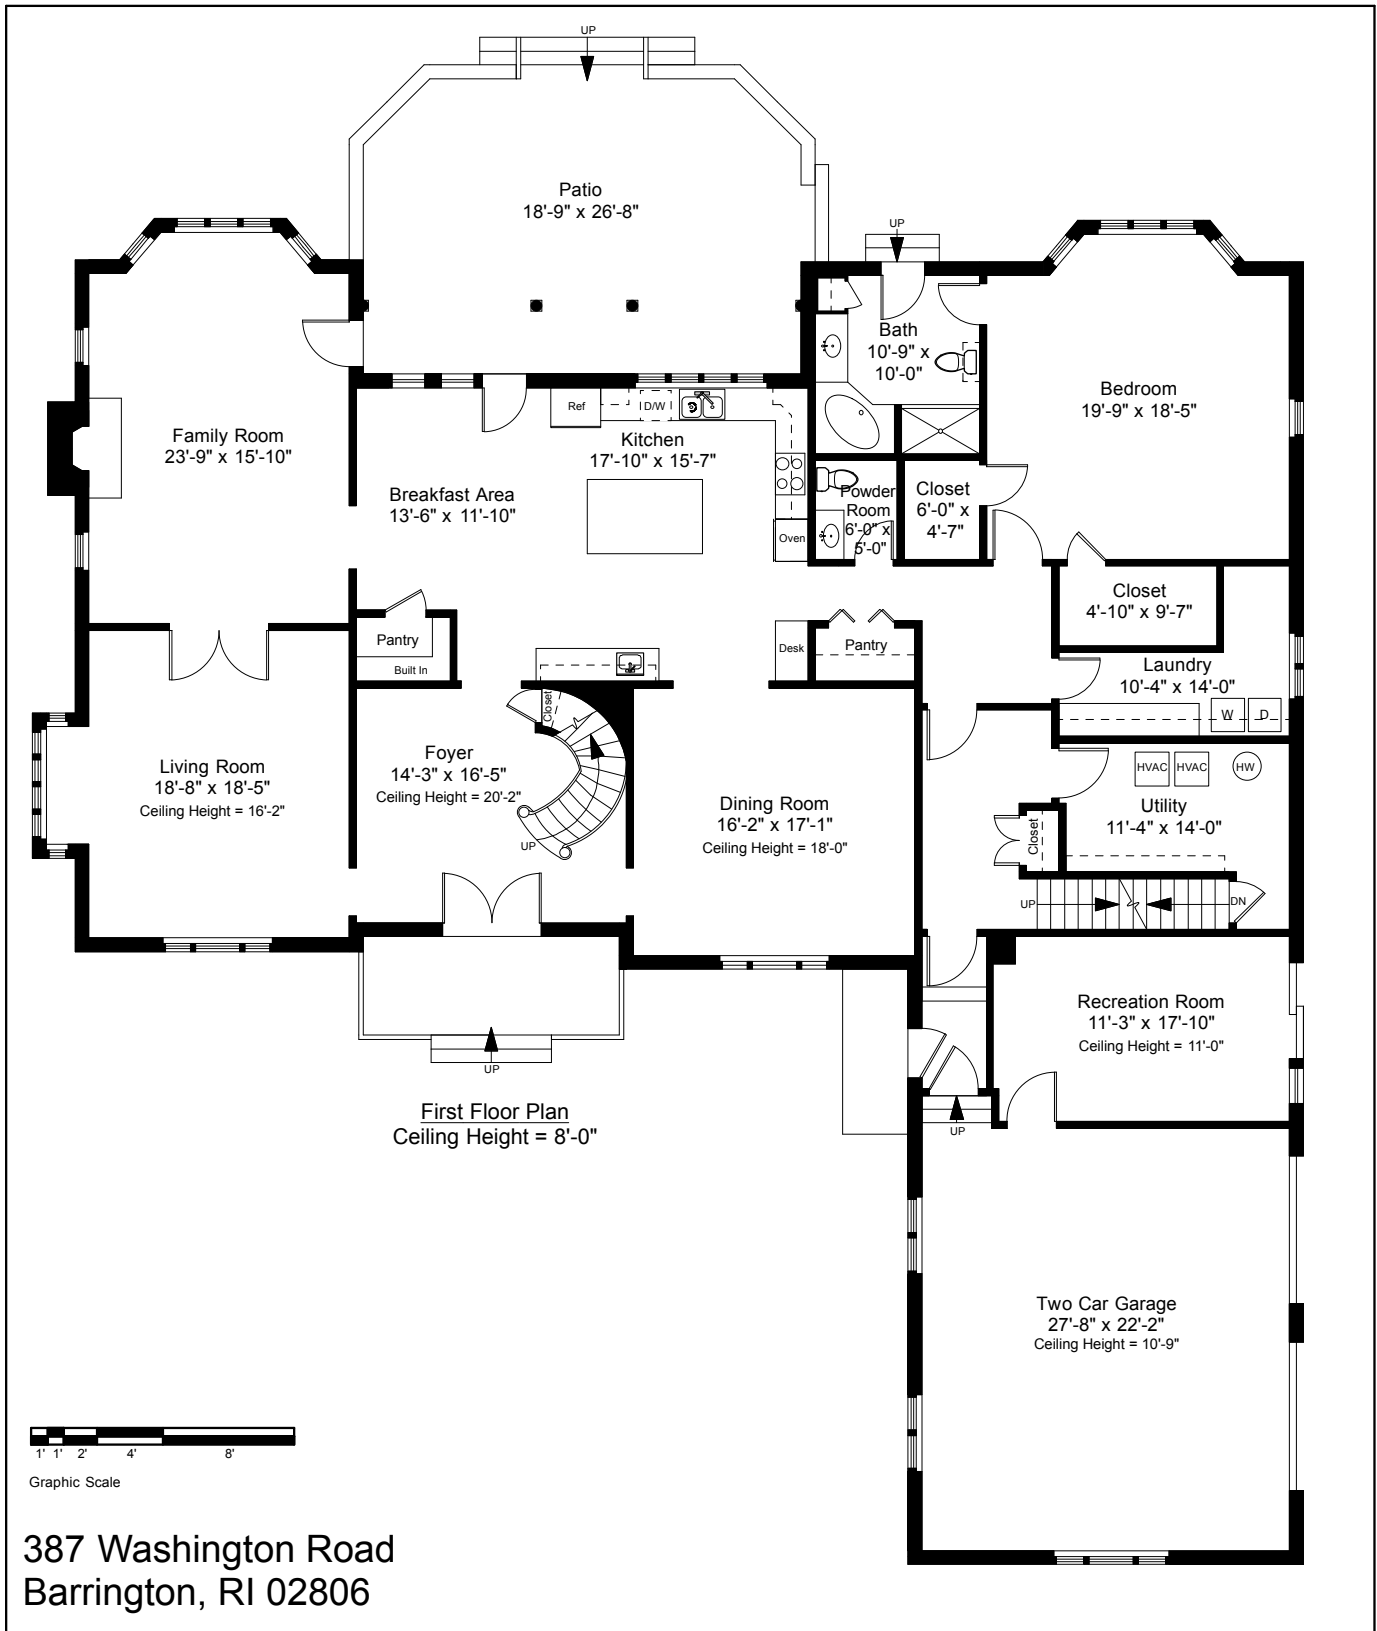 UP
Patio
18'-9" x 26'-8"
UP
Bath
10'-9" x
10'-0"
Bedroom
19'-9" x 18'-5"
Family Room
23'-9" x 15'-10"
Ref
D/W
Kitchen
17'-10" x 15'-7"
Breakfast Area
13'-6" x 11'-10"
Oven
Powder
Room
6'-0" x
5'-0"
Closet
6'-0" x
4'-7"
Closet
4'-10" x 9'-7"
Pantry
Built In
Desk
Pantry
Laundry
10'-4" x 14'-0"
W
D
Closet
Foyer
14'-3" x 16'-5"
Ceiling Height = 20'-2"
UP
Living Room
18'-8" x 18'-5"
Ceiling Height = 16'-2"
Dining Room
16'-2" x 17'-1"
Ceiling Height = 18'-0"
HVAC
HVAC
HW
Utility
11'-4" x 14'-0"
Closet
UP
DN
Recreation Room
11'-3" x 17'-10"
Ceiling Height = 11'-0"
UP
UP
First Floor Plan
Ceiling Height = 8'-0"
Two Car Garage
27'-8" x 22'-2"
Ceiling Height = 10'-9"
1' 1' 2' 4' 8'
Graphic Scale
387 Washington Road
Barrington, RI 02806